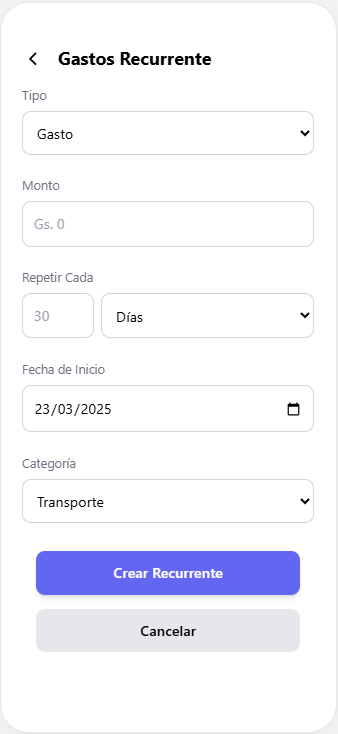 Gastos Recurrente
Tipo
Gasto
Monto
Gs. 0
Repetir Cada
30 Días
Fecha de Inicio
23/03/2025
Categoría
Transporte
Crear Recurrente
Cancelar